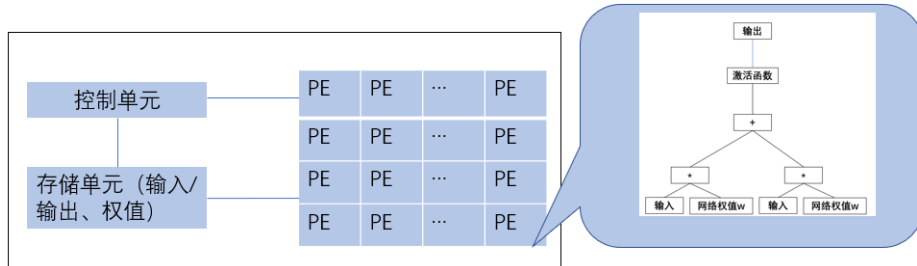 控制单元
存储单元（输入/
输出、权值）
PE PE … PE
PE PE … PE
PE PE … PE
PE PE … PE
输出
激活函数
+
* *
输入 网络权值w 输入 网络权值w